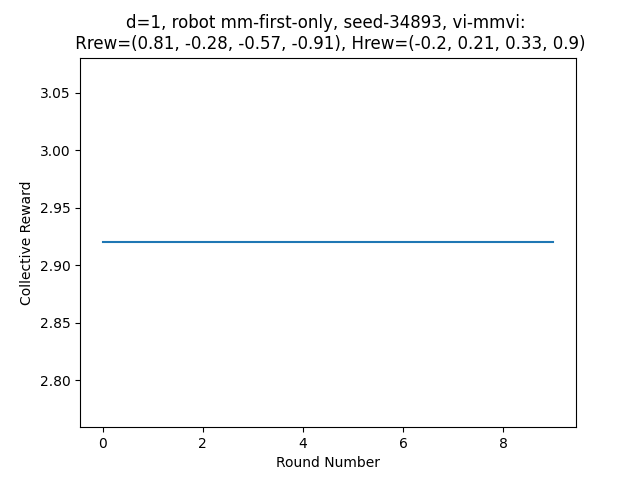 d=1, robot mm-first-only, seed-34893, vi-mmvi:
Rrew=(0.81, -0.28, -0.57, -0.91), Hrew=(-0.2, 0.21, 0.33, 0.9)
3.05
3.00
2.95
2.90
2.85
2.80
Collective Reward
0 2 4 6 8
Round Number